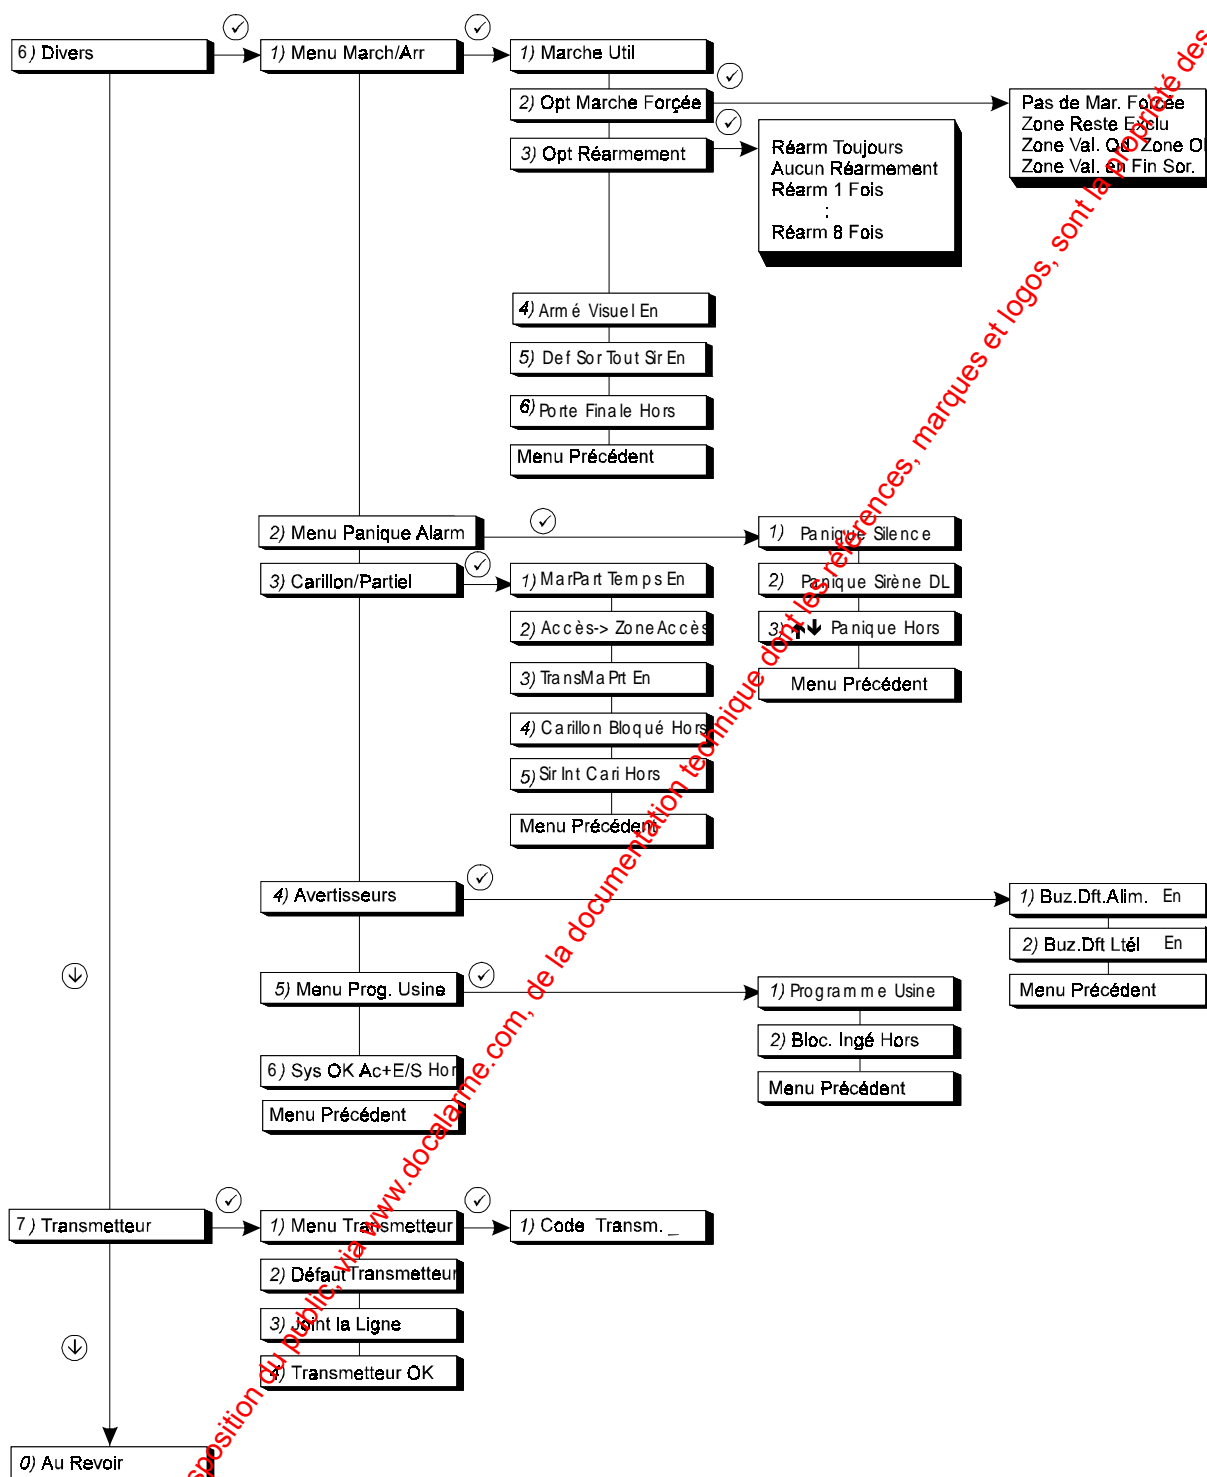 6) Divers
1) Menu March/Arr
1) Marche Util
2) Opt Marche Forçée
3) Opt Réarmement
Réarm Toujours
Aucun Réarmement
Réarm 1 Fois
:
Réarm 8 Fois
Pas de Mar. Forcée
Zone Reste Exclu
Zone Val. Qd. Zone O
Zone Val. en Fin Sor.
4) Armé Visuel En
5) Def Sor Tout Sir En
6) Porte Finale Hors
Menu Précédent
2) Menu Panique Alarm
1) Panique Silence
2) Panique Sirène DL
3) ↑↓ Panique Hors
Menu Précédent
3) Carillon/Partiel
1) MarPart Temps En
2) Accès-> ZoneAccès
3) TransMaPrt En
4) Carillon Bloqué Hors
5) Sir Int Cari Hors
Menu Précédent
4) Avertisseurs
1) Buz.Dft.Alim. En
2) Buz.Dft Ltél En
Menu Précédent
5) Menu Prog. Usine
1) Programme Usine
2) Bloc. Ingé Hors
Menu Précédent
6) Sys OK Ac+E/S Hor
Menu Précédent
7) Transmetteur
1) Menu Transmetteur
1) Code Transm. _
2) Défaut Transmetteur
3) Joint la Ligne
4) Transmetteur OK
0) Au Revoir
sposition du public, via www.docalarme.com, de la documentation technique dont les références, marques et logos, sont la propriété des